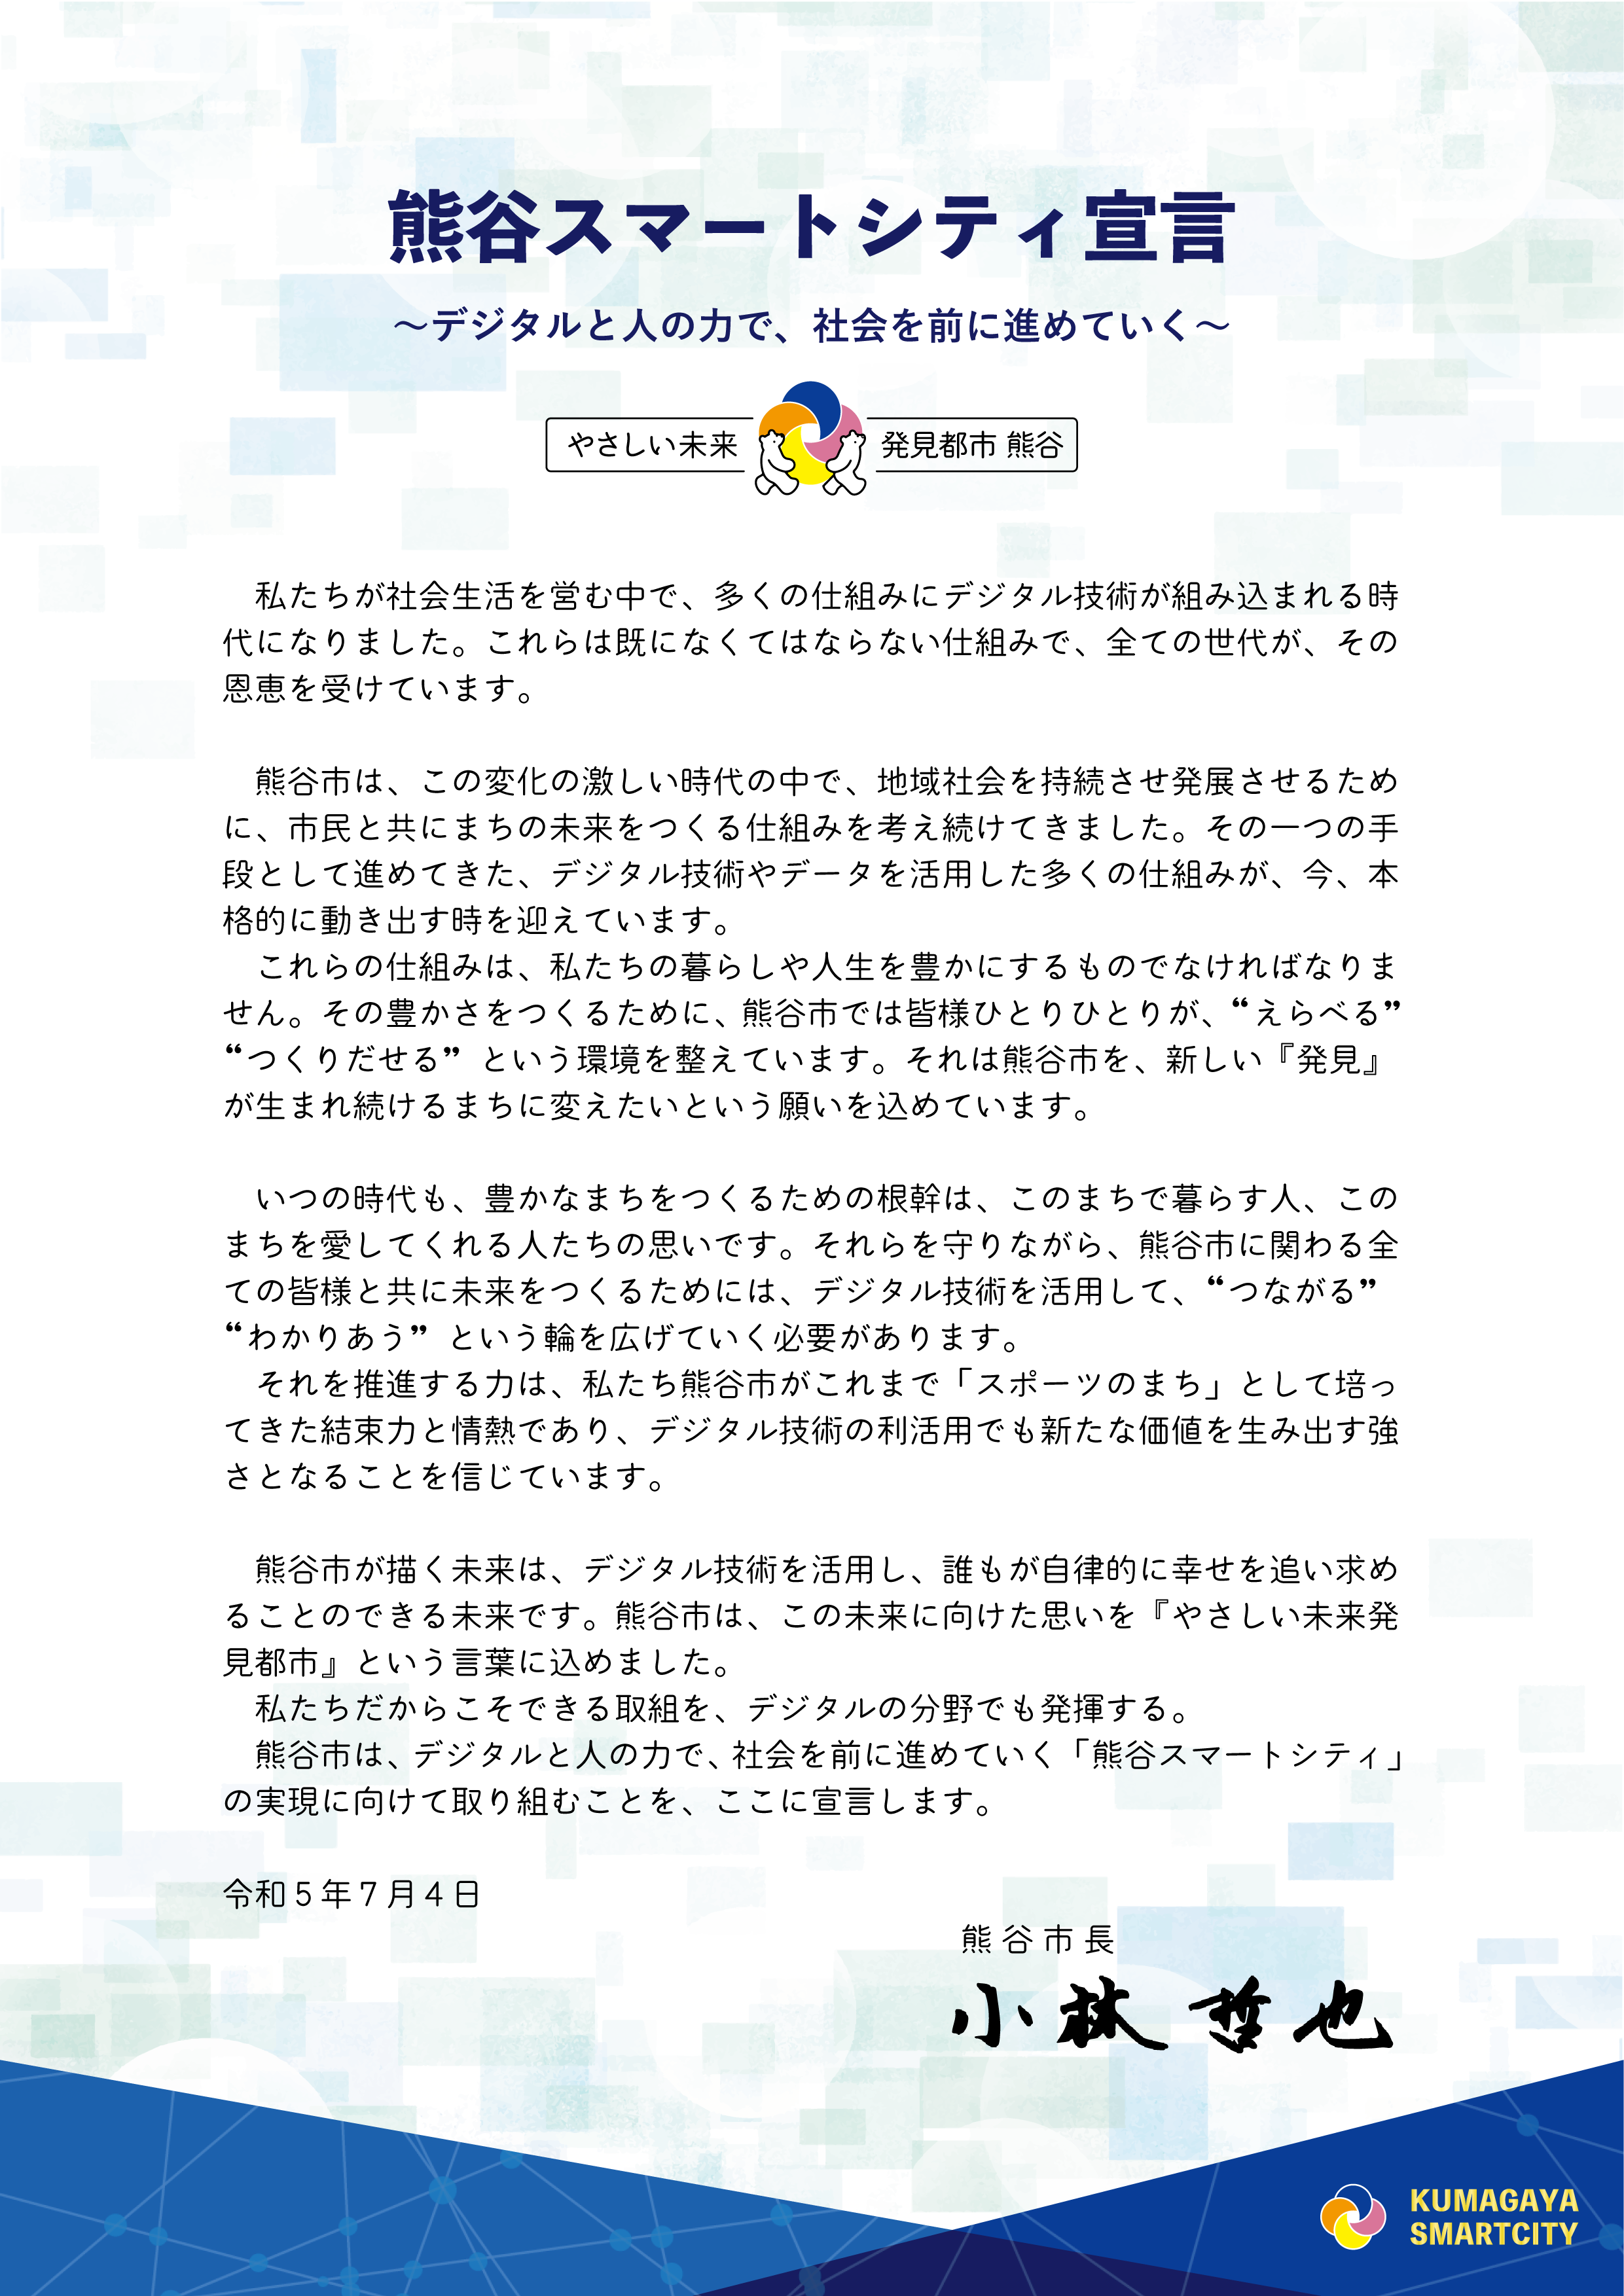 熊谷スマートシティ宣言
～デジタルと人の力で、社会を前に進めていく～
やさしい未来 発見都市 熊谷
私たちが社会生活を営む中で、多くの仕組みにデジタル技術が組み込まれる時
代になりました。これらは既になくてはならない仕組みで、全ての世代が、その
恩恵を受けています。
熊谷市は、この変化の激しい時代の中で、地域社会を持続させ発展させるため
に、市民と共にまちの未来をつくる仕組みを考え続けてきました。その一つの手
段として進めてきた、デジタル技術やデータを活用した多くの仕組みが、今、本
格的に動き出す時を迎えています。
これらの仕組みは、私たちの暮らしや人生を豊かにするものでなければなりま
せん。その豊かさをつくるために、熊谷市では皆様ひとりひとりが、“えらべる”
“つくりだせる” という環境を整えています。それは熊谷市を、新しい『発見』
が生まれ続けるまちに変えたいという願いを込めています。
いつの時代も、豊かなまちをつくるための根幹は、このまちで暮らす人、この
まちを愛してくれる人たちの思いです。それらを守りながら、熊谷市に関わる全
ての皆様と共に未来をつくるためには、デジタル技術を活用して、“つながる”
“わかりあう” という輪を広げていく必要があります。
それを推進する力は、私たち熊谷市がこれまで「スポーツのまち」として培っ
てきた結束力と情熱であり、デジタル技術の利活用でも新たな価値を生み出す強
さとなることを信じています。
熊谷市が描く未来は、デジタル技術を活用し、誰もが自律的に幸せを追い求め
ることのできる未来です。熊谷市は、この未来に向けた思いを『やさしい未来発
見都市』という言葉に込めました。
私たちだからこそできる取組を、デジタルの分野でも発揮する。
熊谷市は、デジタルと人の力で、社会を前に進めていく「熊谷スマートシティ」
の実現に向けて取り組むことを、ここに宣言します。
令和５年７月４日
熊谷市長
小林 哲也
KUMAGAYA
SMARTCITY